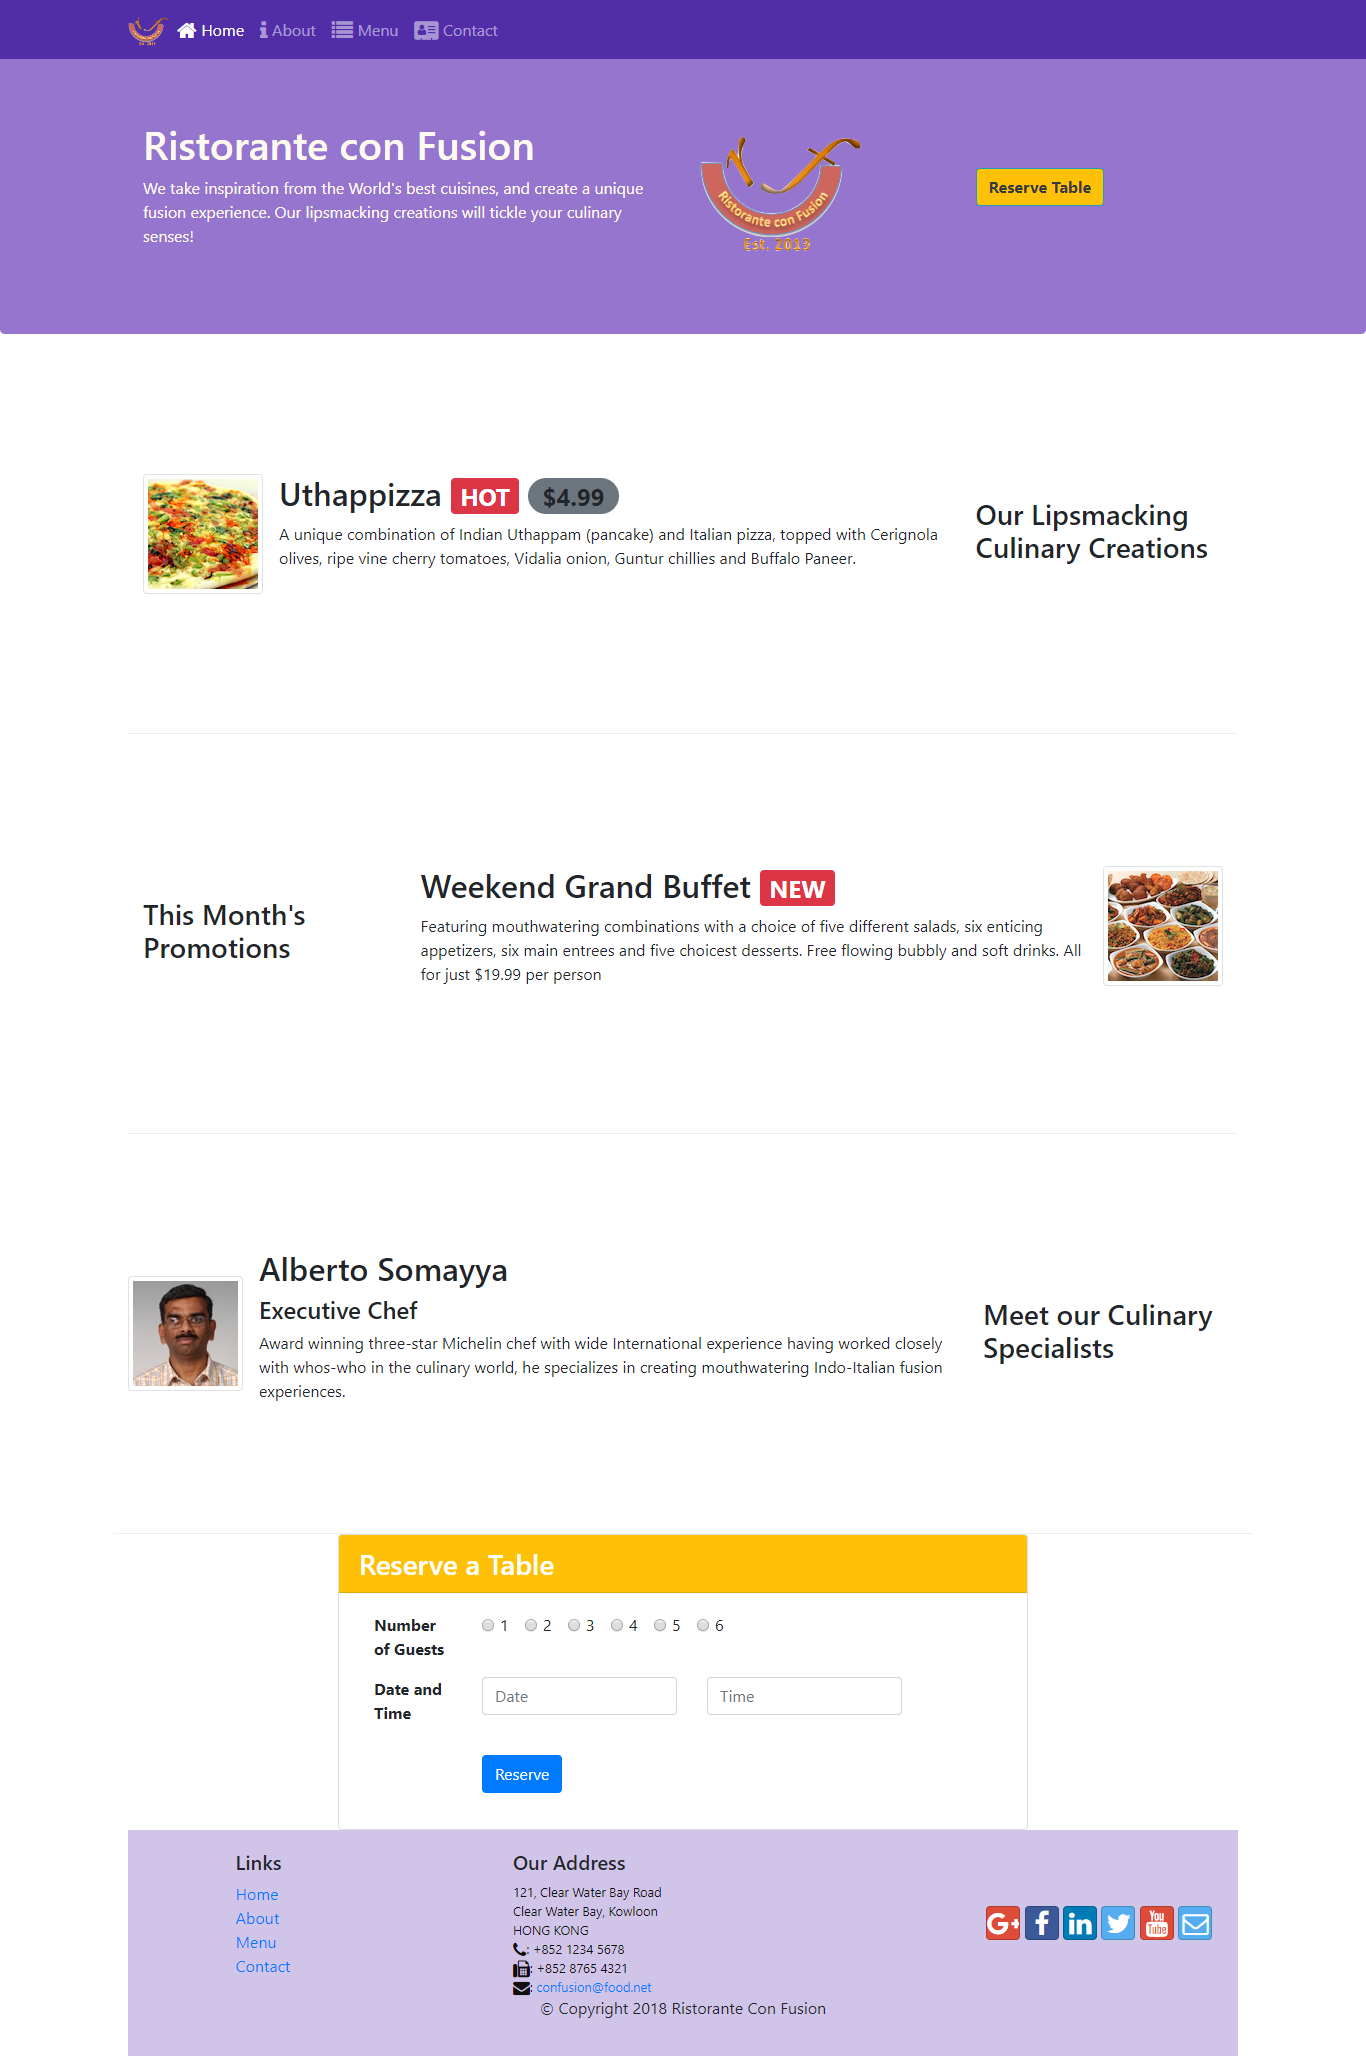 Home About Menu Contact
Ristorante con Fusion
We take inspiration from the World's best cuisines, and create a unique
fusion experience. Our lipsmacking creations will tickle your culinary
senses!
Ristorante con Fusion
Est. 2013
Reserve Table
Uthappizza HOT $4.99
A unique combination of Indian Uthappam (pancake) and Italian pizza, topped with Cerignola
olives, ripe vine cherry tomatoes, Vidalia onion, Guntur chillies and Buffalo Paneer.
Our Lipsmacking
Culinary Creations
This Month's
Promotions
Weekend Grand Buffet NEW
Featuring mouthwatering combinations with a choice of five different salads, six enticing
appetizers, six main entrees and five choicest desserts. Free flowing bubbly and soft drinks. All
for just $19.99 per person
Alberto Somayya
Executive Chef
Award winning three-star Michelin chef with wide International experience having worked closely
with whos-who in the culinary world, he specializes in creating mouthwatering Indo-Italian fusion
experiences.
Meet our Culinary
Specialists
Reserve a Table
Number
of Guests
1 2 3 4 5 6
Date and
Time
Date Time
Reserve
Links
Home
About
Menu
Contact
Our Address
121, Clear Water Bay Road
Clear Water Bay, Kowloon
HONG KONG
: +852 1234 5678
: +852 8765 4321
: confusion@food.net
G+ f in You Tube
© Copyright 2018 Ristorante Con Fusion